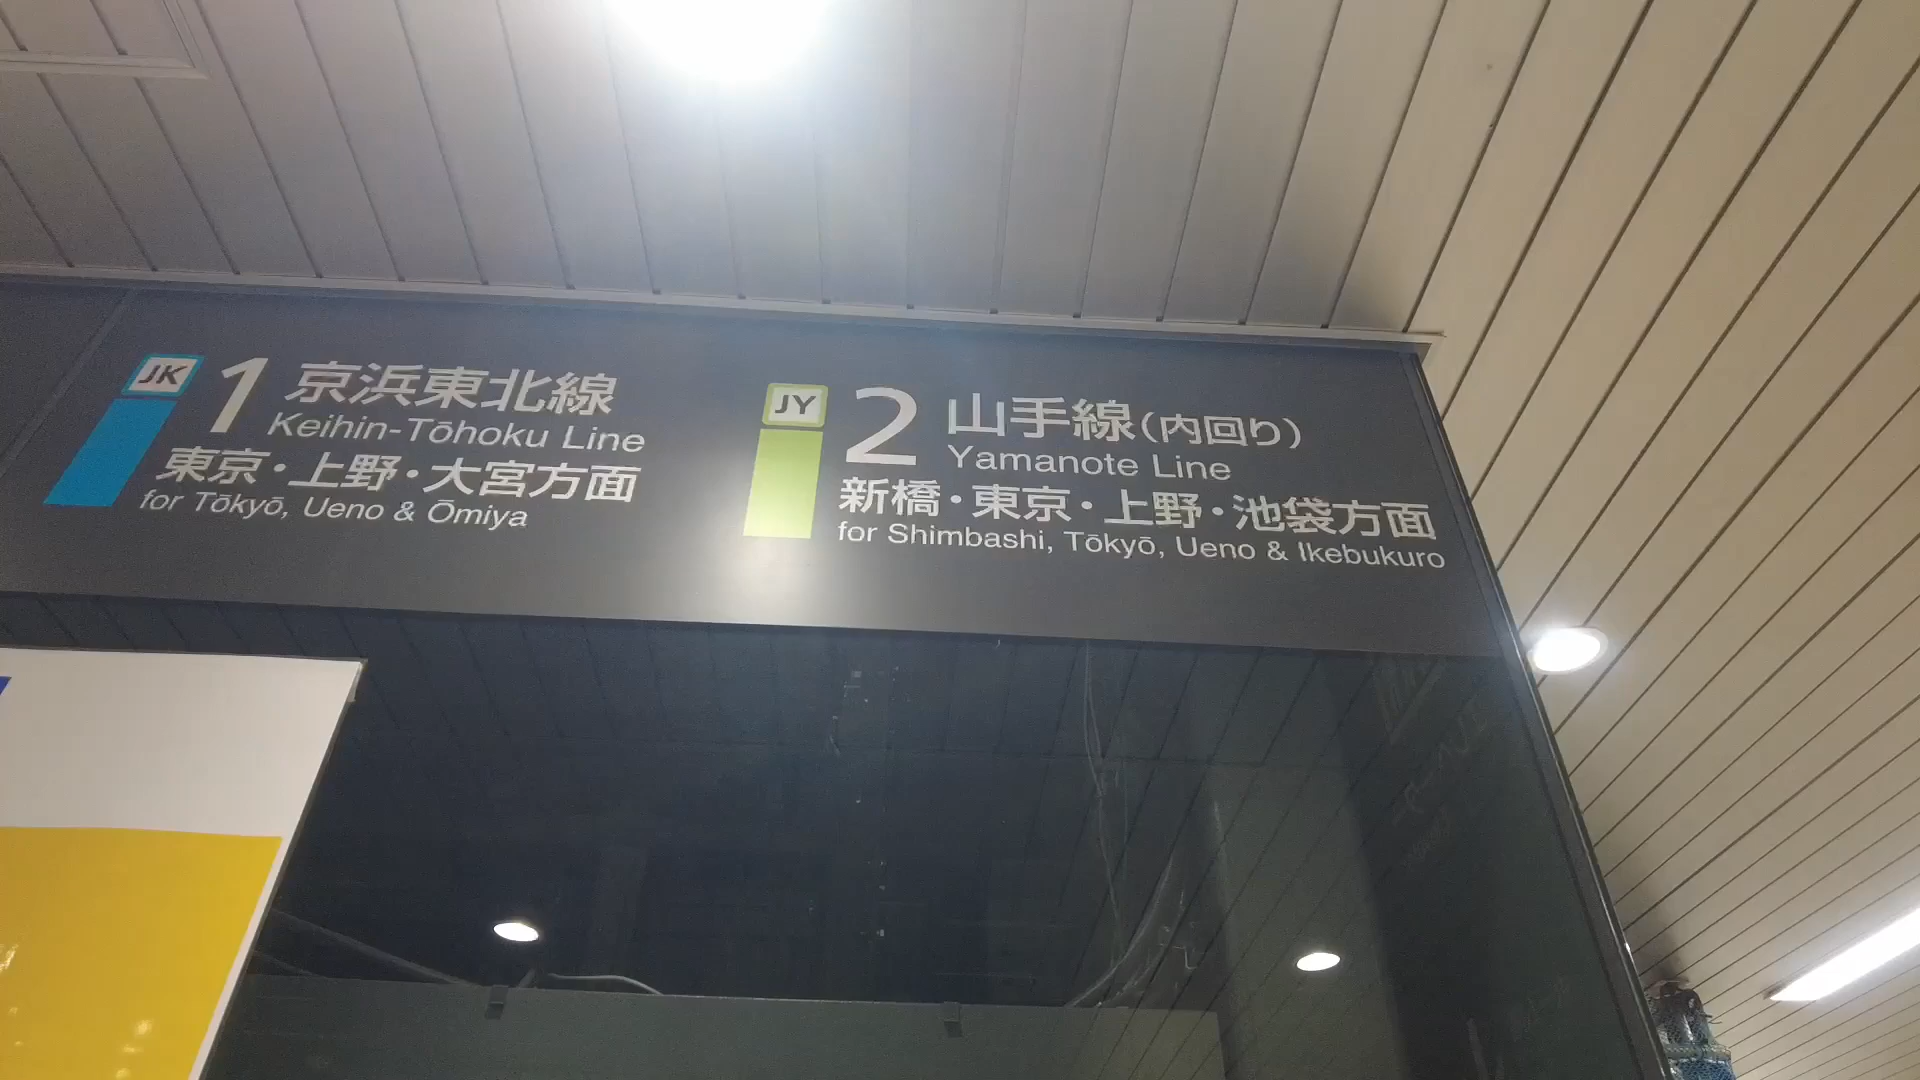 JK
1 京浜東北線
Keihin-Tōhoku Line
東京・上野・大宮方面
for Tōkyō, Ueno & Ōmiya
JY
2 山手線(内回り)
Yamanote Line
新橋・東京・上野・池袋方面
for Shimbashi, Tōkyō, Ueno & Ikebukuro